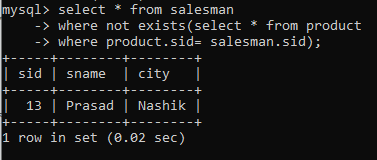 mysql> select * from salesman
    -> where not exists(select * from product
    -> where product.sid= salesman.sid);
+-----+--------+--------+
| sid | sname  | city   |
+-----+--------+--------+
|  13 | Prasad | Nashik |
+-----+--------+--------+
1 row in set (0.02 sec)